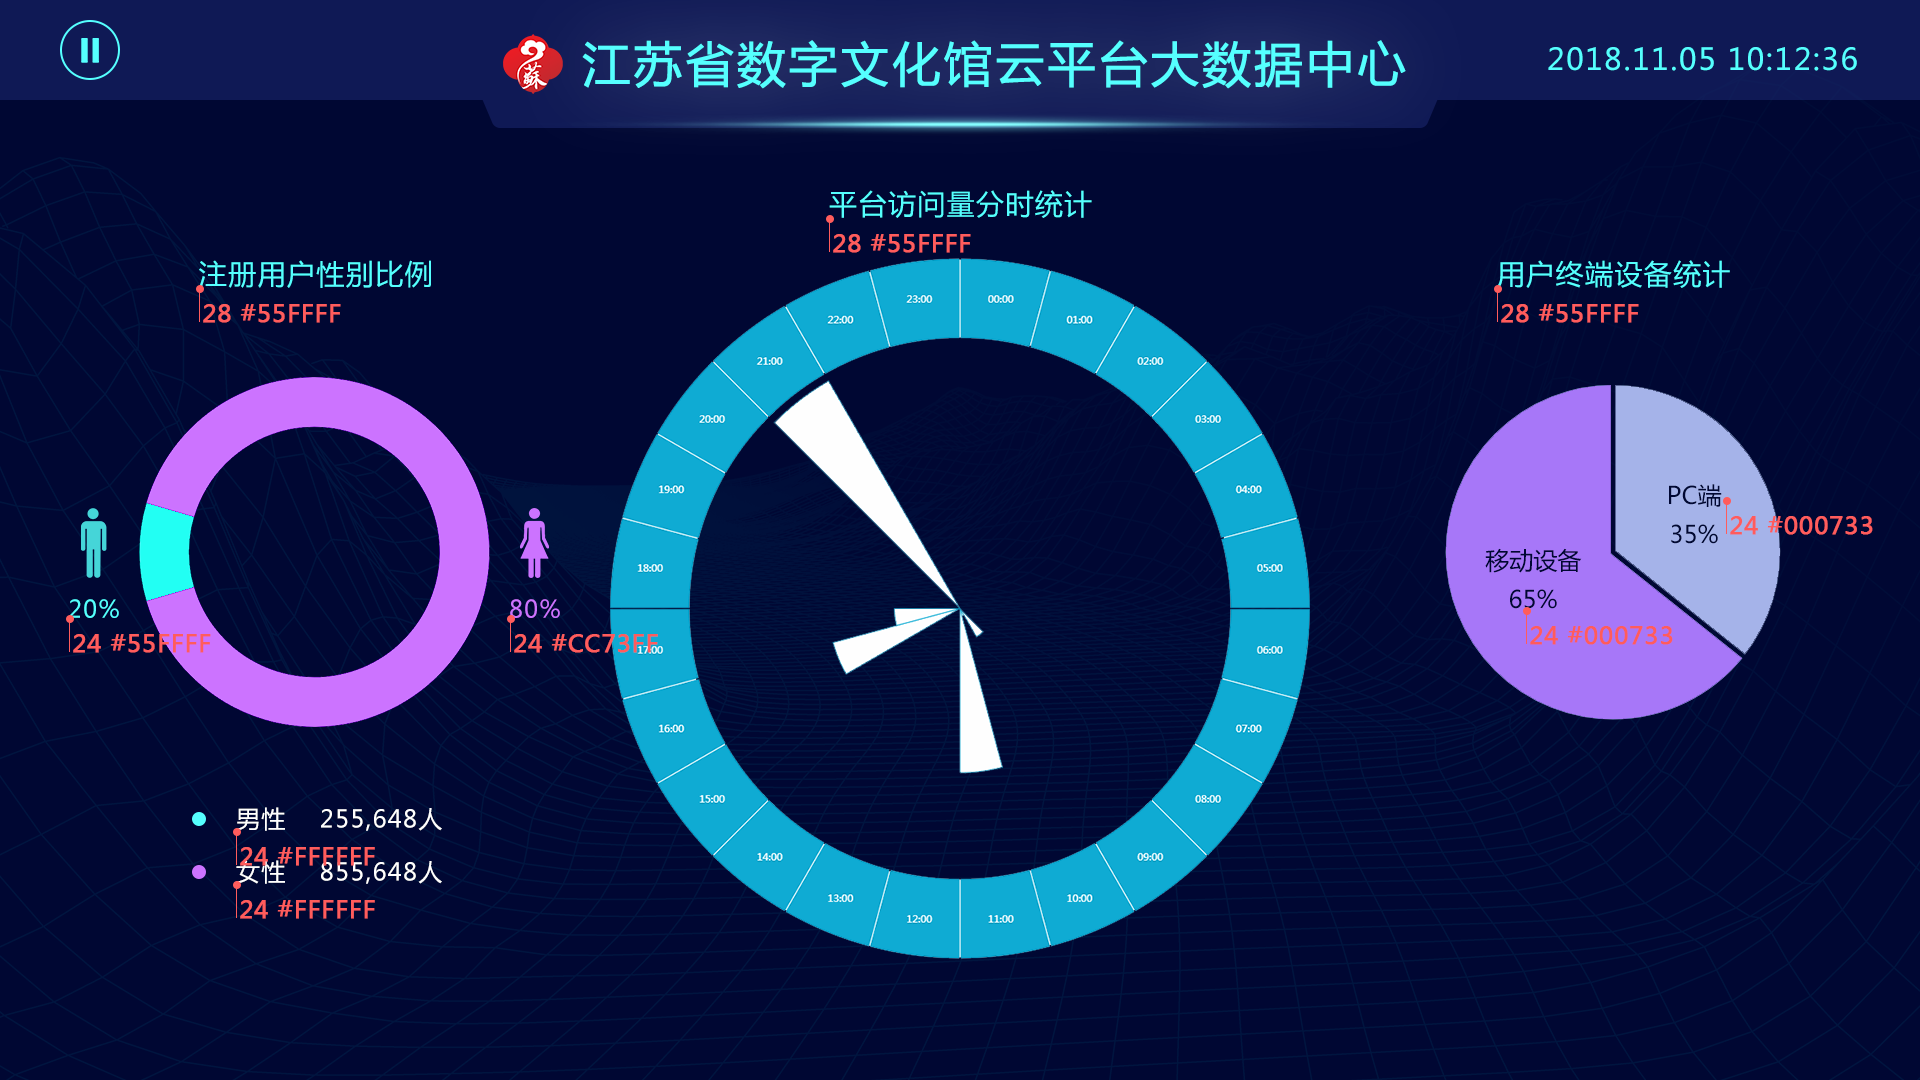 江苏省数字文化馆云平台大数据中心
2018.11.05 10:12:36
注册用户性别比例
28 #55FFFF
20%
24 #55FFFF
80%
24 #CC73FF
男性 255,648人
24 #FFFFFF
女性 855,648人
24 #FFFFFF
平台访问量分时统计
28 #55FFFF
00:00
01:00
02:00
03:00
04:00
05:00
06:00
07:00
08:00
09:00
10:00
11:00
12:00
13:00
14:00
15:00
16:00
17:00
18:00
19:00
20:00
21:00
22:00
23:00
用户终端设备统计
28 #55FFFF
PC端
24 #000733
35%
移动设备
65%
24 #000733
蘇